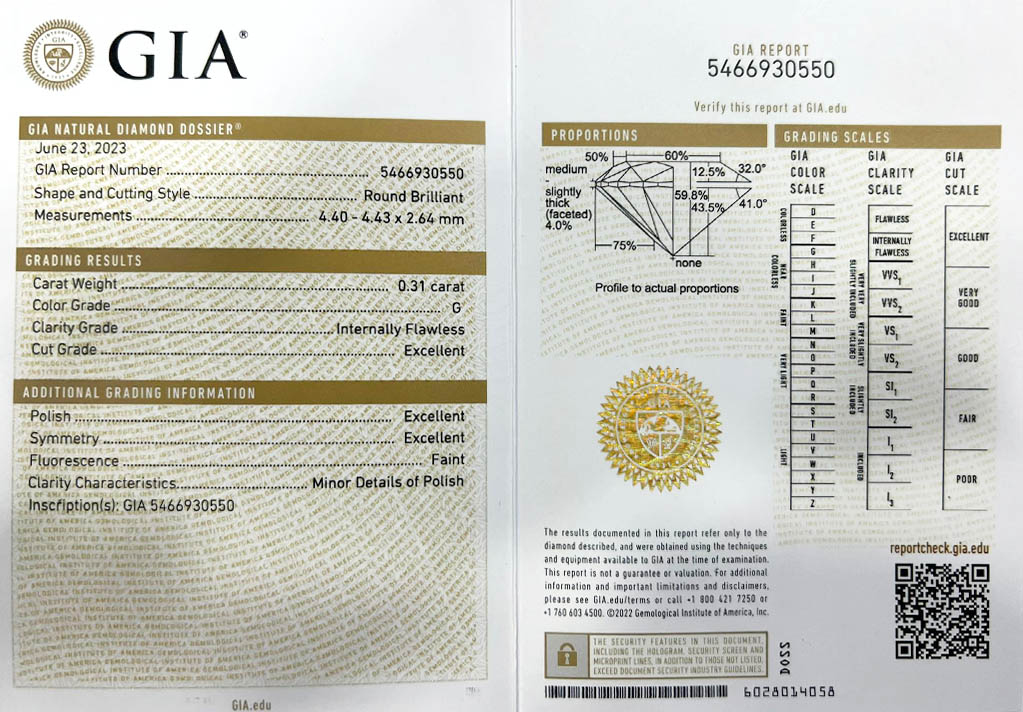 GIA®
GIA NATURAL DIAMOND DOSSIER®
June 23, 2023
GIA Report Number 5466930550
Shape and Cutting Style Round Brilliant
Measurements 4.40 - 4.43 x 2.64 mm
GRADING RESULTS
Carat Weight 0.31 carat
Color Grade G
Clarity Grade Internally Flawless
Cut Grade Excellent
ADDITIONAL GRADING INFORMATION
Polish Excellent
Symmetry Excellent
Fluorescence Faint
Clarity Characteristics Minor Details of Polish
Inscription(s): GIA 5466930550
GIA.edu
GIA REPORT
5466930550
Verify this report at GIA.edu
PROPORTIONS
50%
60%
medium
-
slightly
thick
(faceted)
4.0%
12.5%
32.0°
59.8%
43.5%
41.0°
75%
none
Profile to actual proportions
GRADING SCALES
GIA
COLOR
SCALE
COLORLESS
D
E
F
NEAR COLORLESS
G
H
I
J
FAINT
K
L
M
VERY LIGHT
N
O
P
Q
R
LIGHT
S
T
U
V
W
X
Y
Z
GIA
CLARITY
SCALE
FLAWLESS
INTERNALLY
FLAWLESS
VERY VERY
SLIGHTLY INCLUDED
VVS1
VVS2
VERY SLIGHTLY
INCLUDED
VS1
VS2
SLIGHTLY
INCLUDED
SI1
SI2
INCLUDED
I1
I2
I3
GIA
CUT
SCALE
EXCELLENT
VERY
GOOD
GOOD
FAIR
POOR
The results documented in this report refer only to the
diamond described, and were obtained using the techniques
and equipment available to GIA at the time of examination.
This report is not a guarantee or valuation. For additional
information and important limitations and disclaimers,
please see GIA.edu/terms or call +1 800 421 7250 or
+1 760 603 4500. ©2022 Gemological Institute of America, Inc.
reportcheck.gia.edu
THE SECURITY FEATURES IN THIS DOCUMENT,
INCLUDING THE HOLOGRAM, SECURITY SCREEN AND
MICROPRINT LINES, IN ADDITION TO THOSE NOT LISTED,
EXCEED DOCUMENT SECURITY INDUSTRY GUIDELINES.
DO22
6028014058